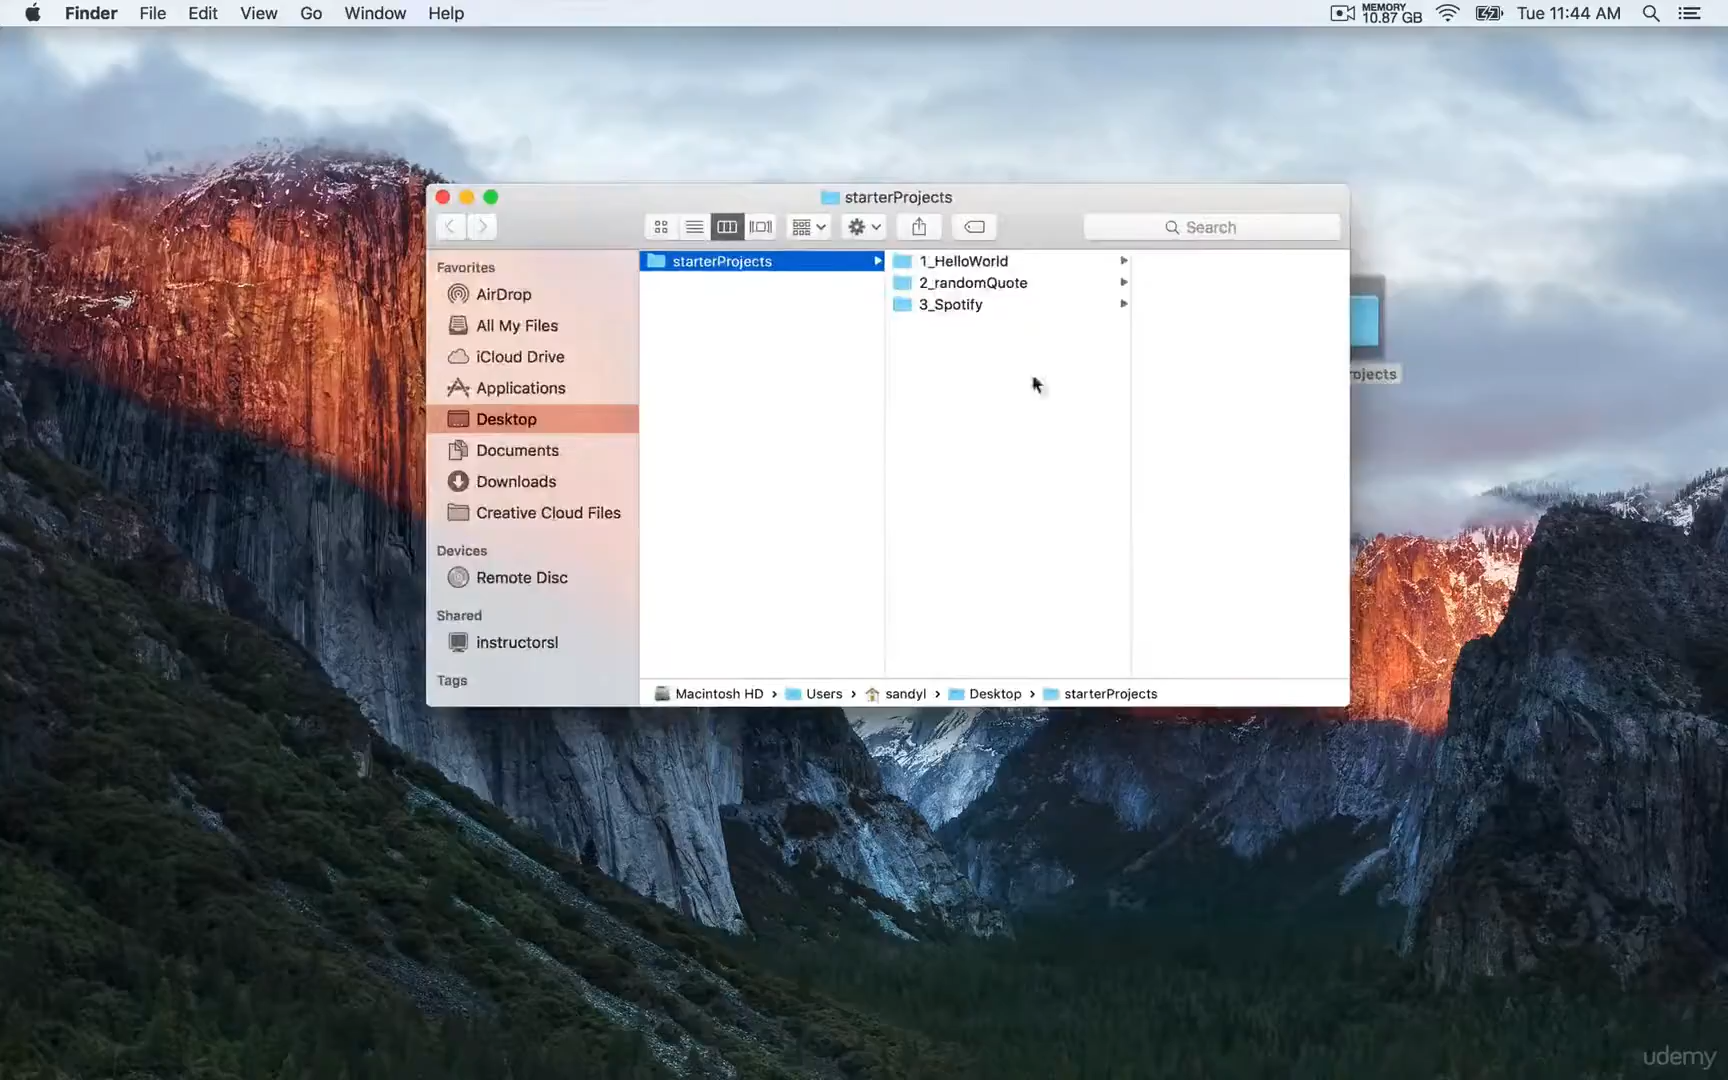 Finder File Edit View Go Window Help MEMORY 10.87 GB Tue 11:44 AM
starterProjects
Search
Favorites
AirDrop
All My Files
iCloud Drive
Applications
Desktop
Documents
Downloads
Creative Cloud Files
Devices
Remote Disc
Shared
instructorsl
Tags
starterProjects
1_HelloWorld
2_randomQuote
3_Spotify
rojects
Macintosh HD › Users › sandyl › Desktop › starterProjects
udemy